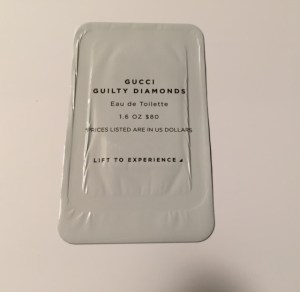 GUCCI
GUILTY DIAMONDS
Eau de Toilette
1.6 OZ $80
PRICES LISTED ARE IN US DOLLARS
LIFT TO EXPERIENCE